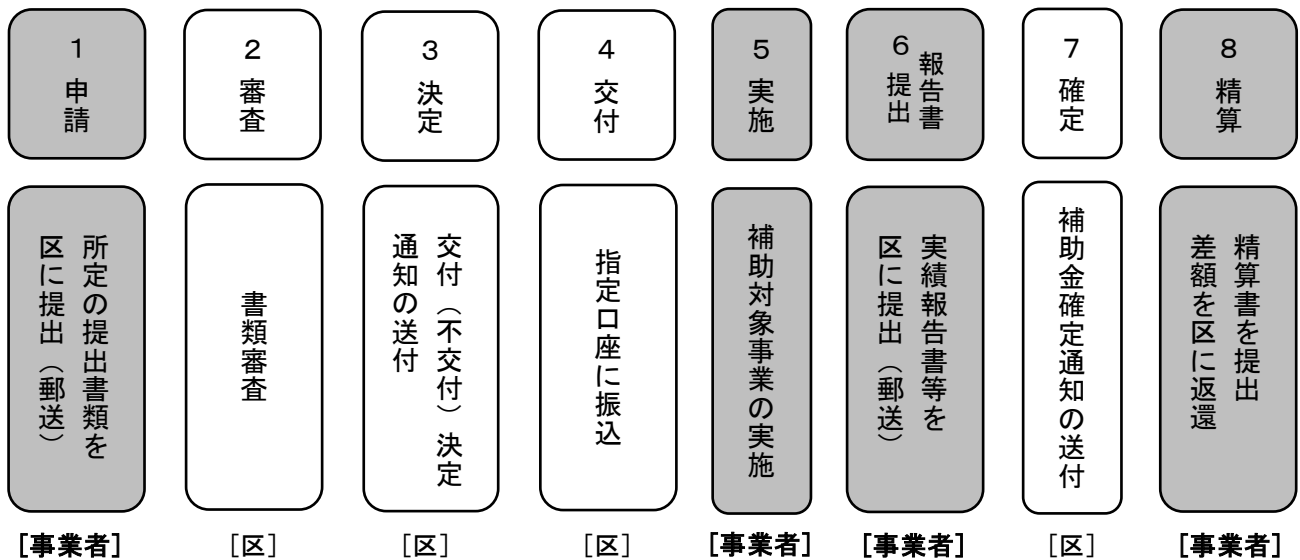 1
申請
2
審査
3
決定
4
交付
5
実施
6
報告書
提出
7
確定
8
精算
所定の提出書類を
区に提出（郵送）
書類審査
交付（不交付）決定
通知の送付
指定口座に振込
補助対象事業の実施
実績報告書等を
区に提出（郵送）
補助金確定通知の送付
精算書を提出
差額を区に返還
[事業者]
[区]
[区]
[区]
[事業者]
[事業者]
[区]
[事業者]